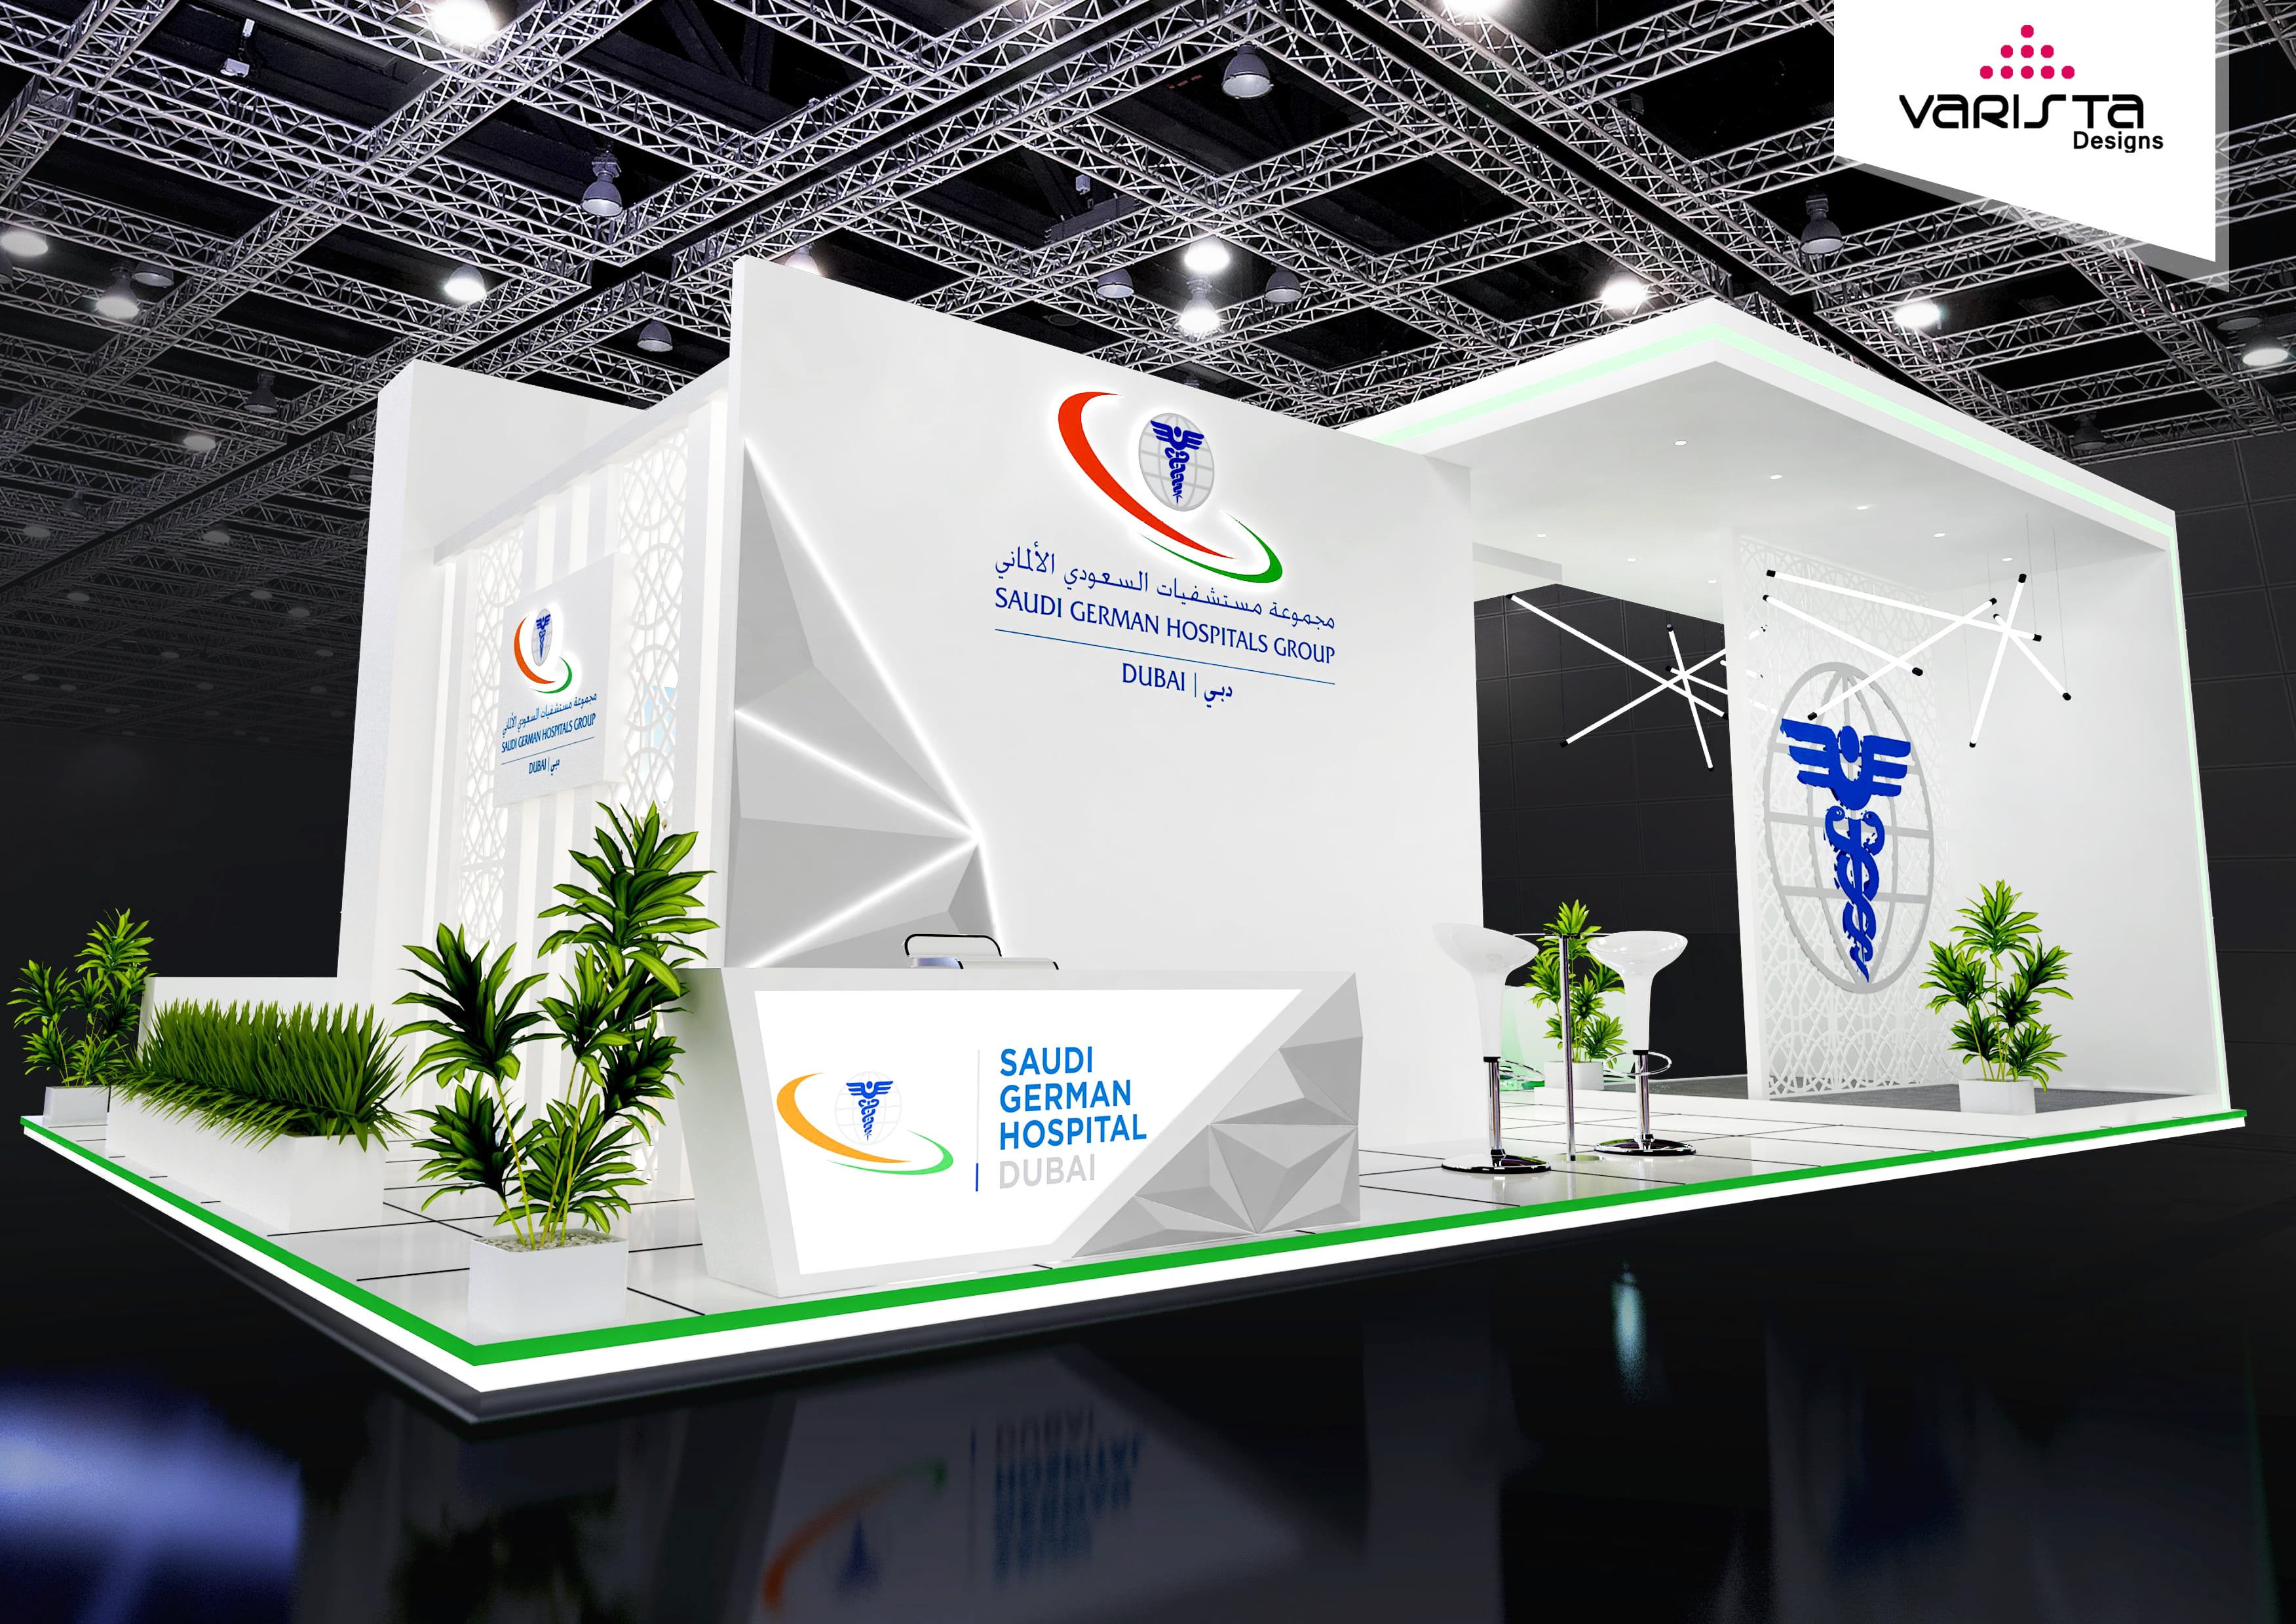 VARISTA
Designs
مجموعة مستشفيات السعودي الألماني
SAUDI GERMAN HOSPITALS GROUP
DUBAI | دبي
مجموعة مستشفيات السعودي الألماني
SAUDI GERMAN HOSPITALS GROUP
DUBAI | دبي
SAUDI
GERMAN
HOSPITAL
DUBAI